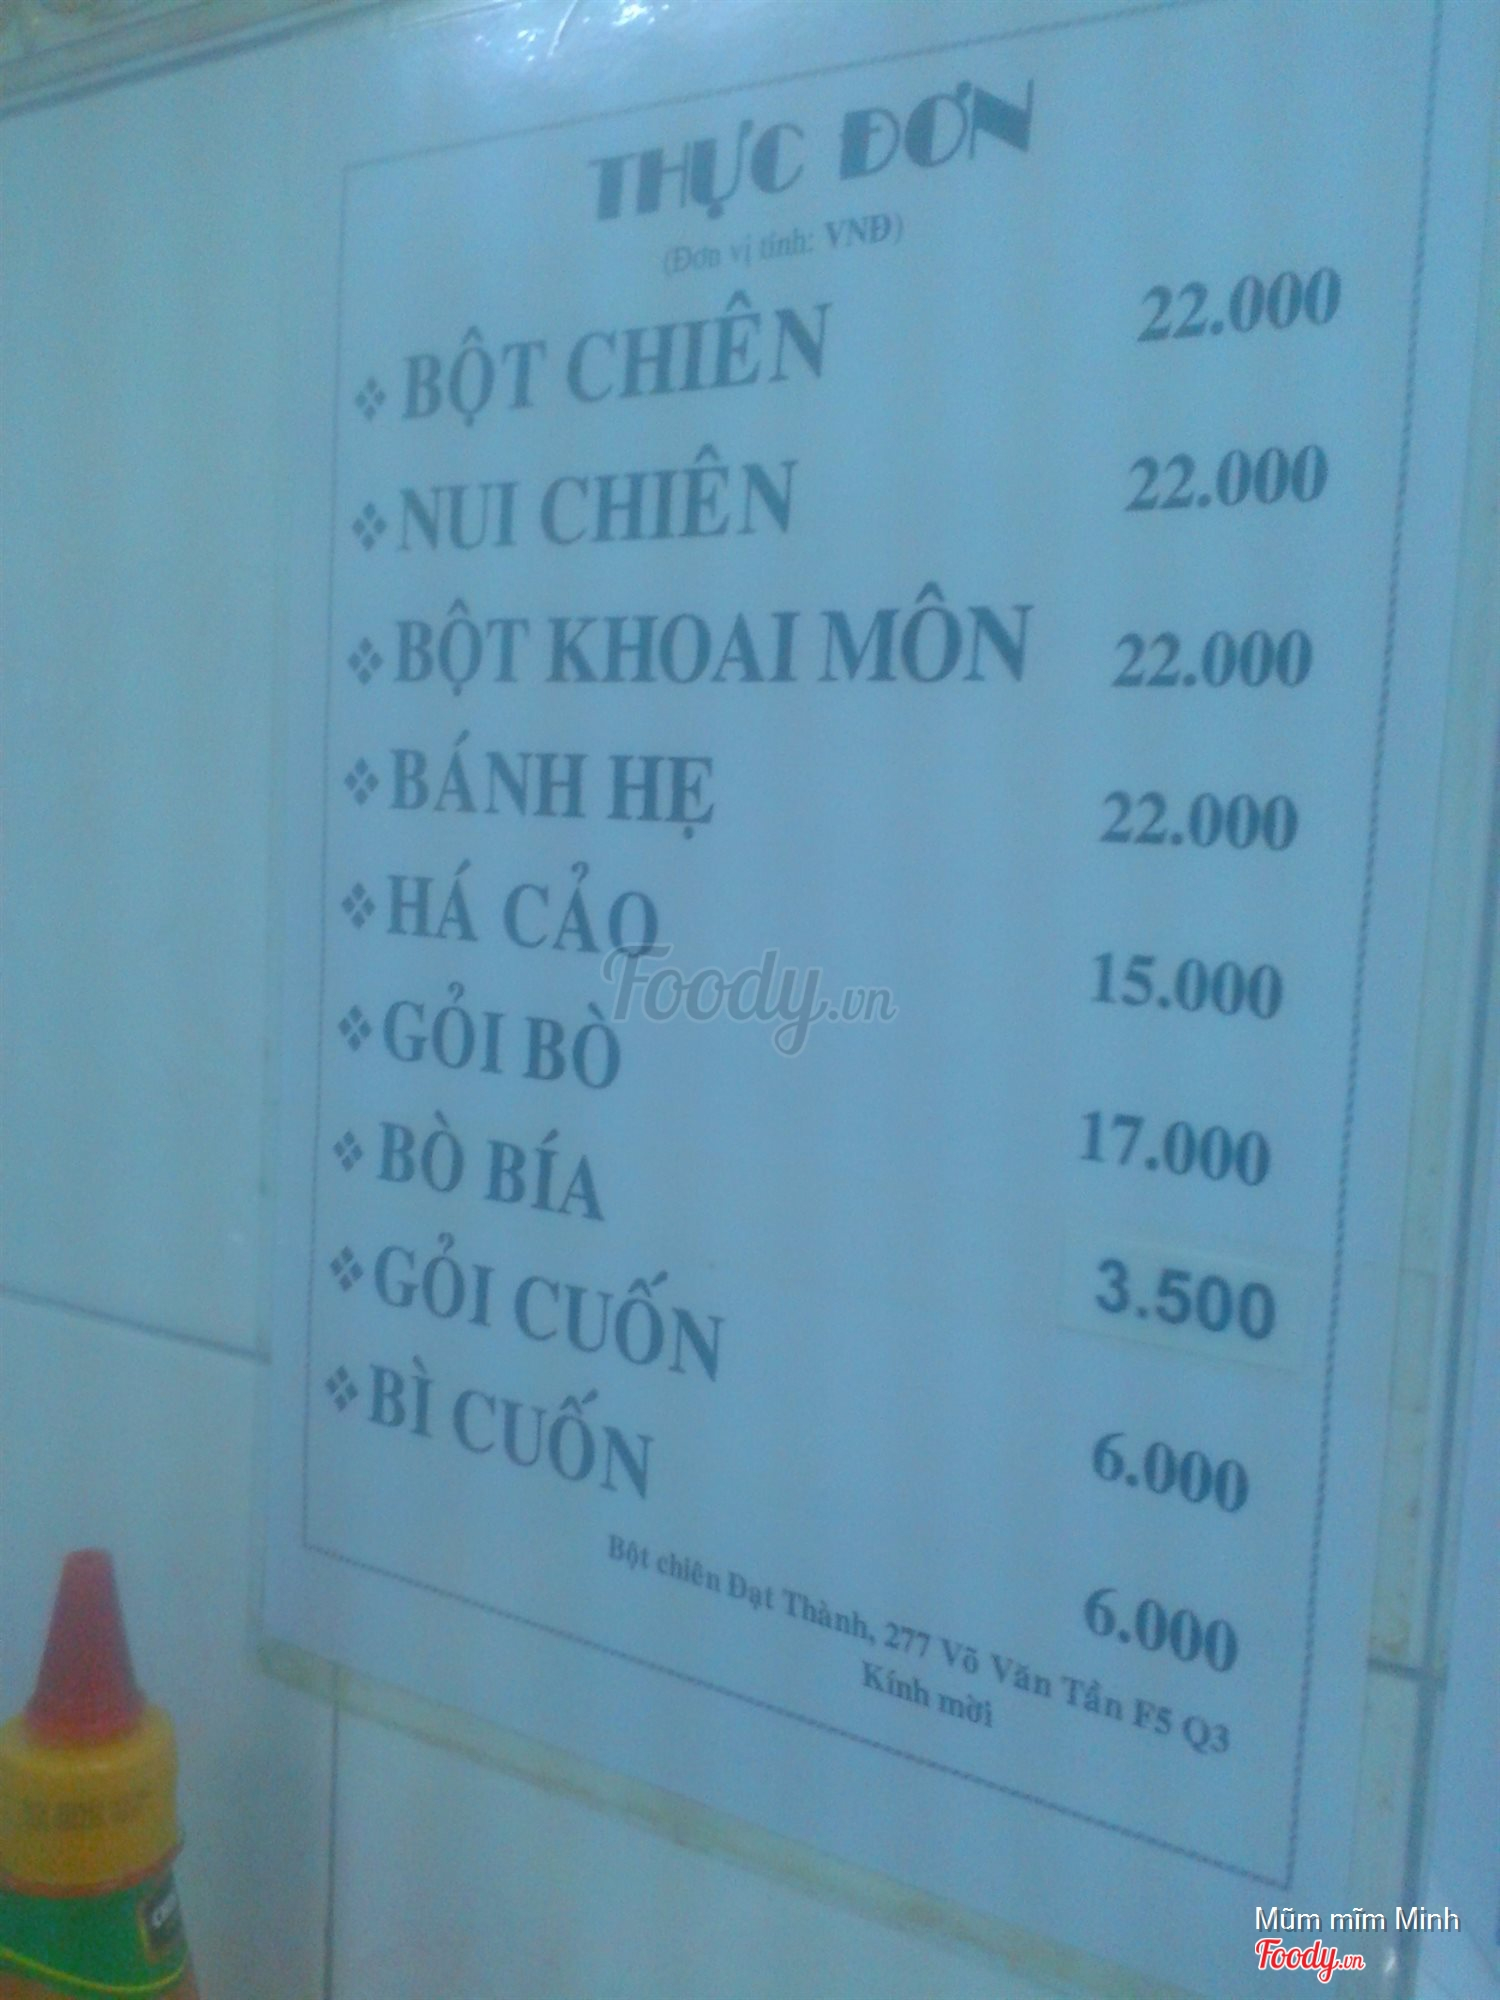 THỰC ĐƠN
(Đơn vị tính: VNĐ)
❖ BỘT CHIÊN 22.000
❖ NUI CHIÊN 22.000
❖ BỘT KHOAI MÔN 22.000
❖ BÁNH HẸ 22.000
❖ HÁ CẢO 15.000
❖ GỎI BÒ 17.000
❖ BÒ BÍA 3.500
❖ GỎI CUỐN 6.000
❖ BÌ CUỐN 6.000
Bột chiên Đạt Thành, 277 Võ Văn Tần F5 Q3
Kính mời
Foody.vn
Mũm mĩm Minh
Foody.vn